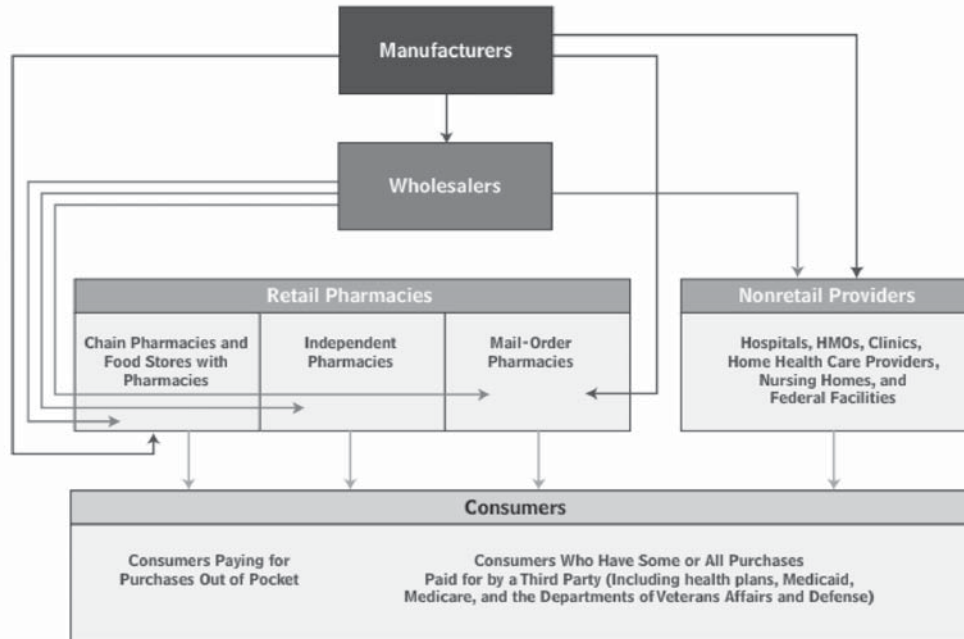 Manufacturers
Wholesalers
Retail Pharmacies
Chain Pharmacies and
Food Stores with
Pharmacies
Independent
Pharmacies
Mail-Order
Pharmacies
Nonretail Providers
Hospitals, HMOs, Clinics,
Home Health Care Providers,
Nursing Homes, and
Federal Facilities
Consumers
Consumers Paying for
Purchases Out of Pocket
Consumers Who Have Some or All Purchases
Paid for by a Third Party (Including health plans, Medicaid,
Medicare, and the Departments of Veterans Affairs and Defense)